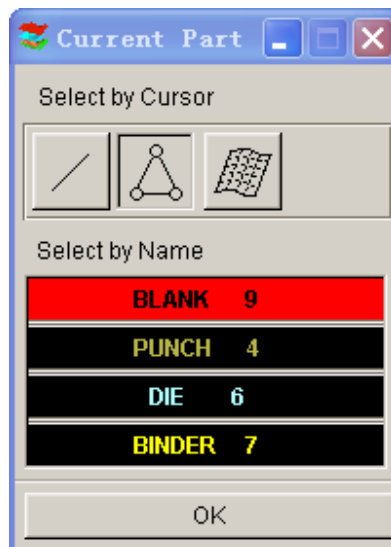 Current Part
Select by Cursor
Select by Name
BLANK 9
PUNCH 4
DIE 6
BINDER 7
OK